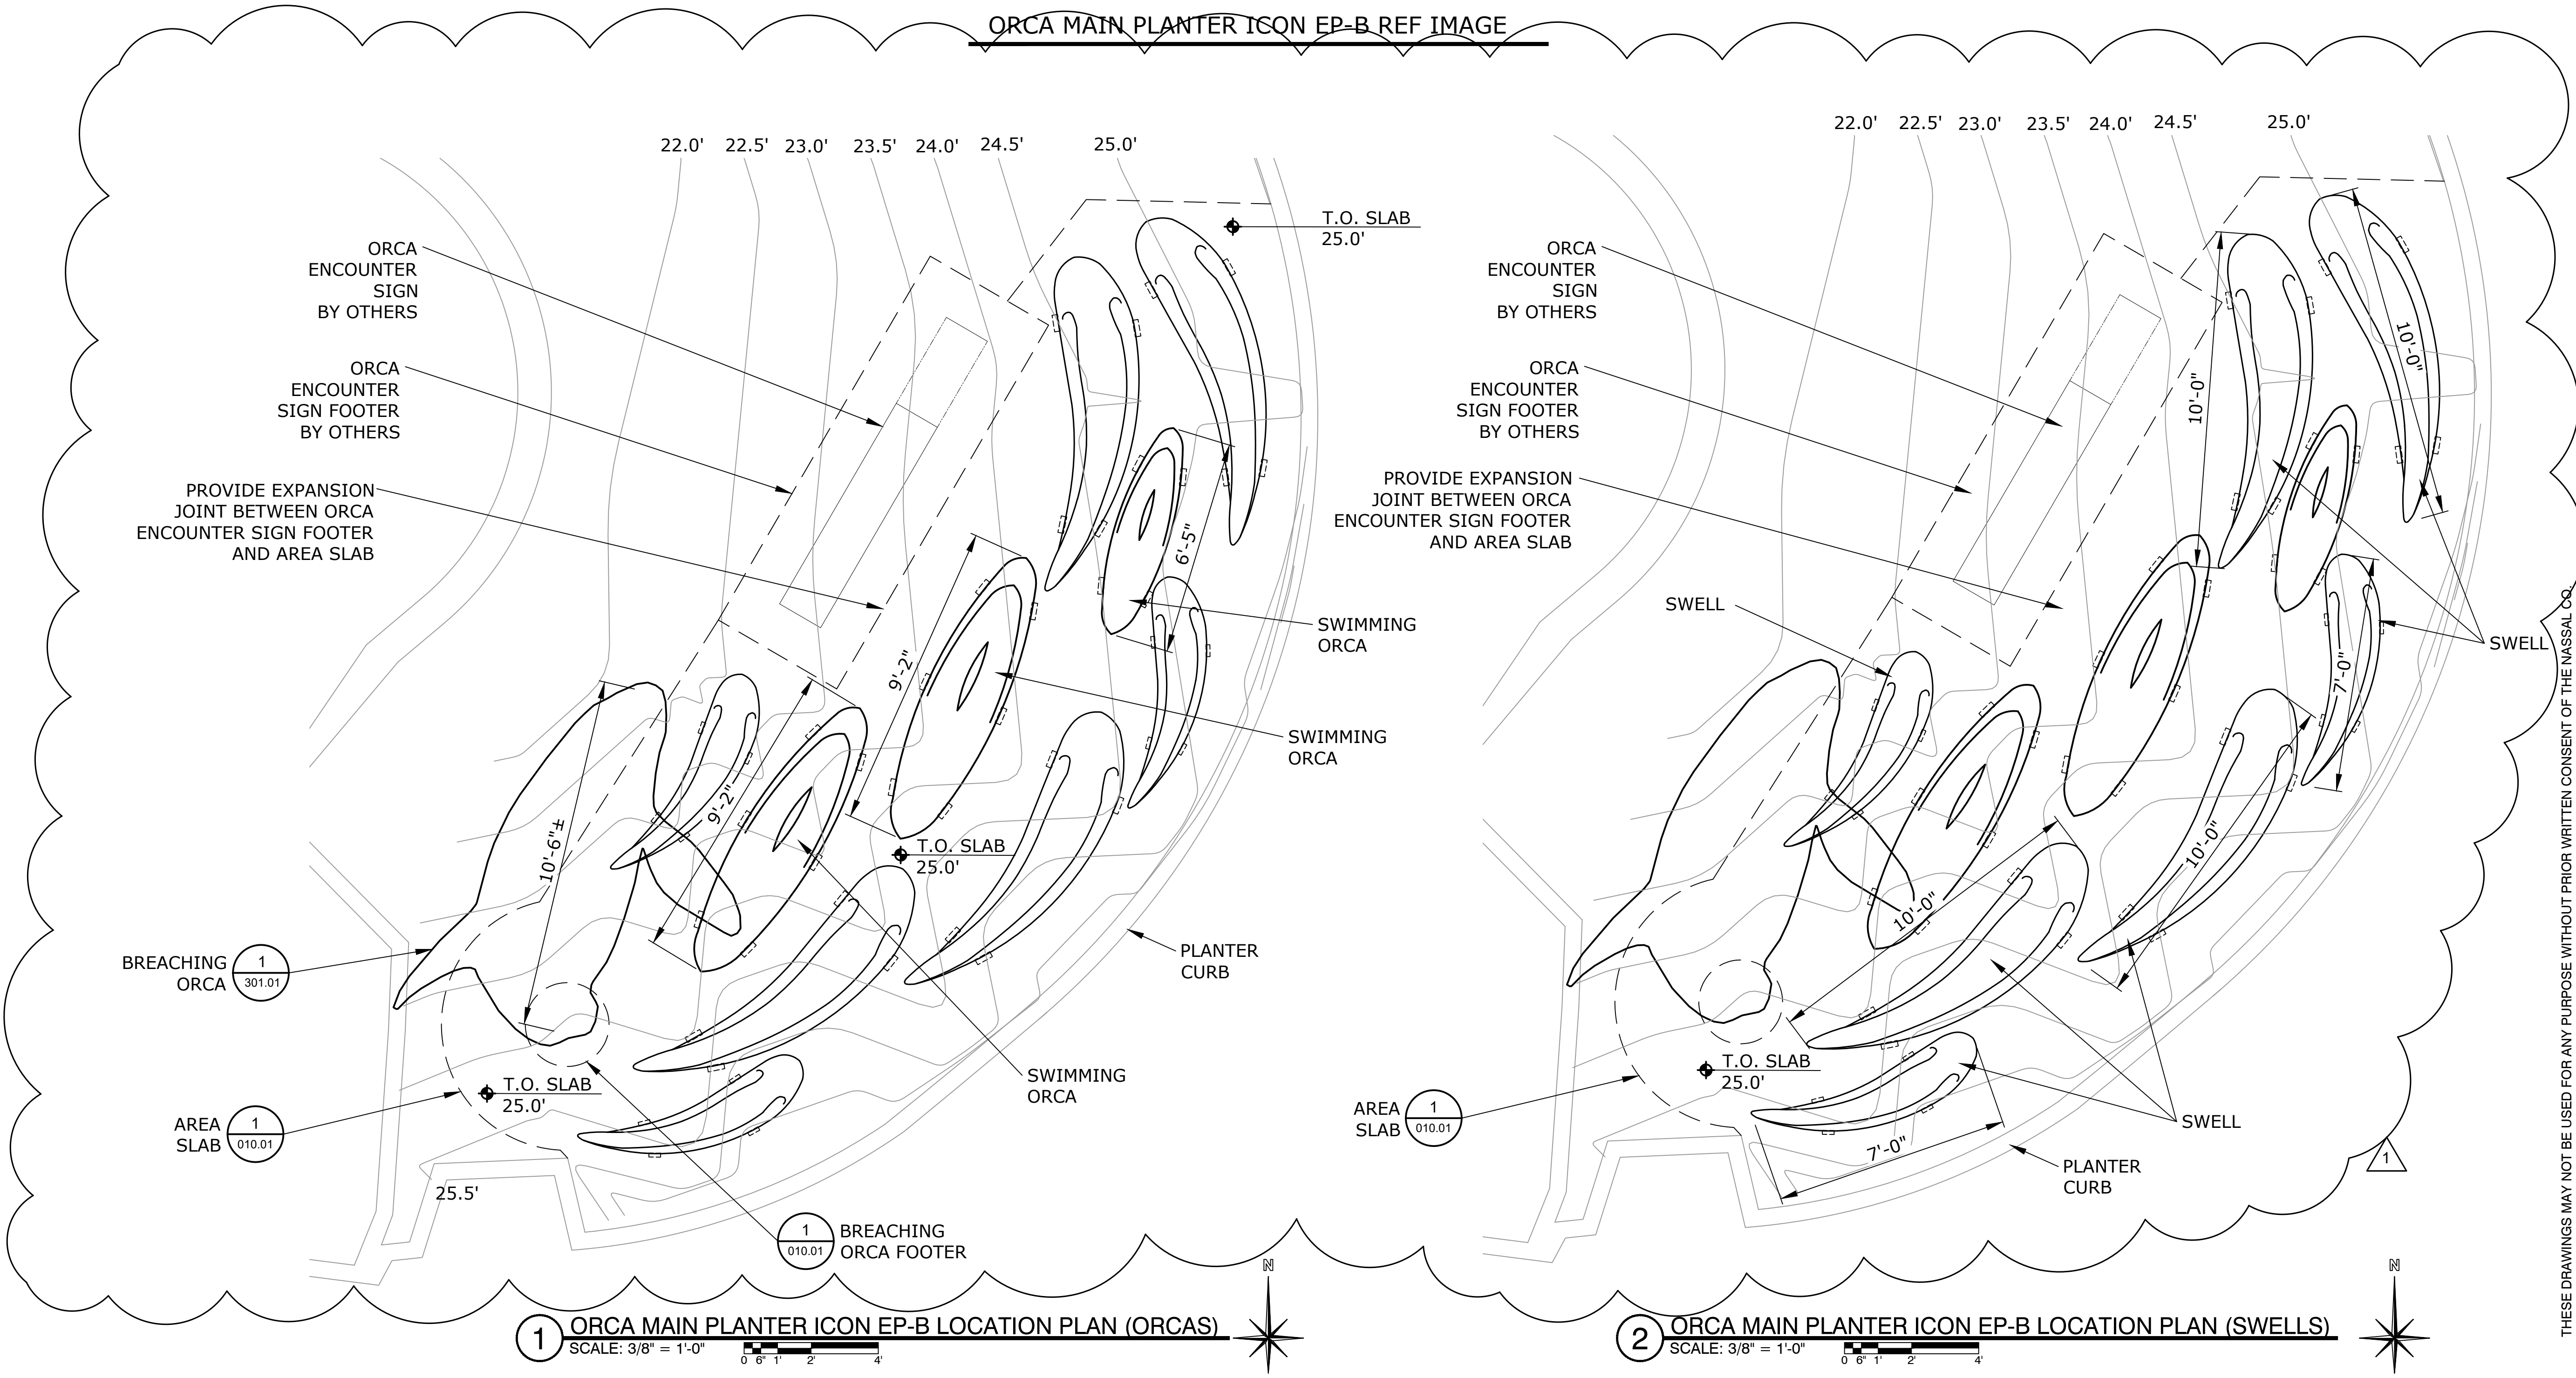 ORCA MAIN PLANTER ICON EP-B REF IMAGE
22.0' 22.5' 23.0' 23.5' 24.0' 24.5' 25.0'
T.O. SLAB
25.0'
ORCA
ENCOUNTER
SIGN
BY OTHERS
ORCA
ENCOUNTER
SIGN FOOTER
BY OTHERS
PROVIDE EXPANSION
JOINT BETWEEN ORCA
ENCOUNTER SIGN FOOTER
AND AREA SLAB
6'-5"
9'-2"
SWIMMING
ORCA
SWIMMING
ORCA
9'-2"
10'-6"±
T.O. SLAB
25.0'
BREACHING
ORCA
1
301.01
PLANTER
CURB
SWIMMING
ORCA
T.O. SLAB
25.0'
AREA
SLAB
1
010.01
25.5'
1
010.01
BREACHING
ORCA FOOTER
N
1
ORCA MAIN PLANTER ICON EP-B LOCATION PLAN (ORCAS)
SCALE: 3/8" = 1'-0"
0 6" 1' 2' 4'
22.0' 22.5' 23.0' 23.5' 24.0' 24.5' 25.0'
ORCA
ENCOUNTER
SIGN
BY OTHERS
ORCA
ENCOUNTER
SIGN FOOTER
BY OTHERS
PROVIDE EXPANSION
JOINT BETWEEN ORCA
ENCOUNTER SIGN FOOTER
AND AREA SLAB
10'-0"
10'-0"
SWELL
SWELL
7'-0"
10'-0"
10'-0"
T.O. SLAB
25.0'
AREA
SLAB
1
010.01
SWELL
7'-0"
PLANTER
CURB
1
N
2
ORCA MAIN PLANTER ICON EP-B LOCATION PLAN (SWELLS)
SCALE: 3/8" = 1'-0"
0 6" 1' 2' 4'
THESE DRAWINGS MAY NOT BE USED FOR ANY PURPOSE WITHOUT PRIOR WRITTEN CONSENT OF THE NASSAL CO.